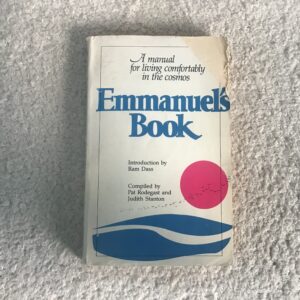 A manual
for living comfortably
in the cosmos
Emmanuel's
Book
Introduction by
Ram Dass
Compiled by
Pat Rodegast and
Judith Stanton